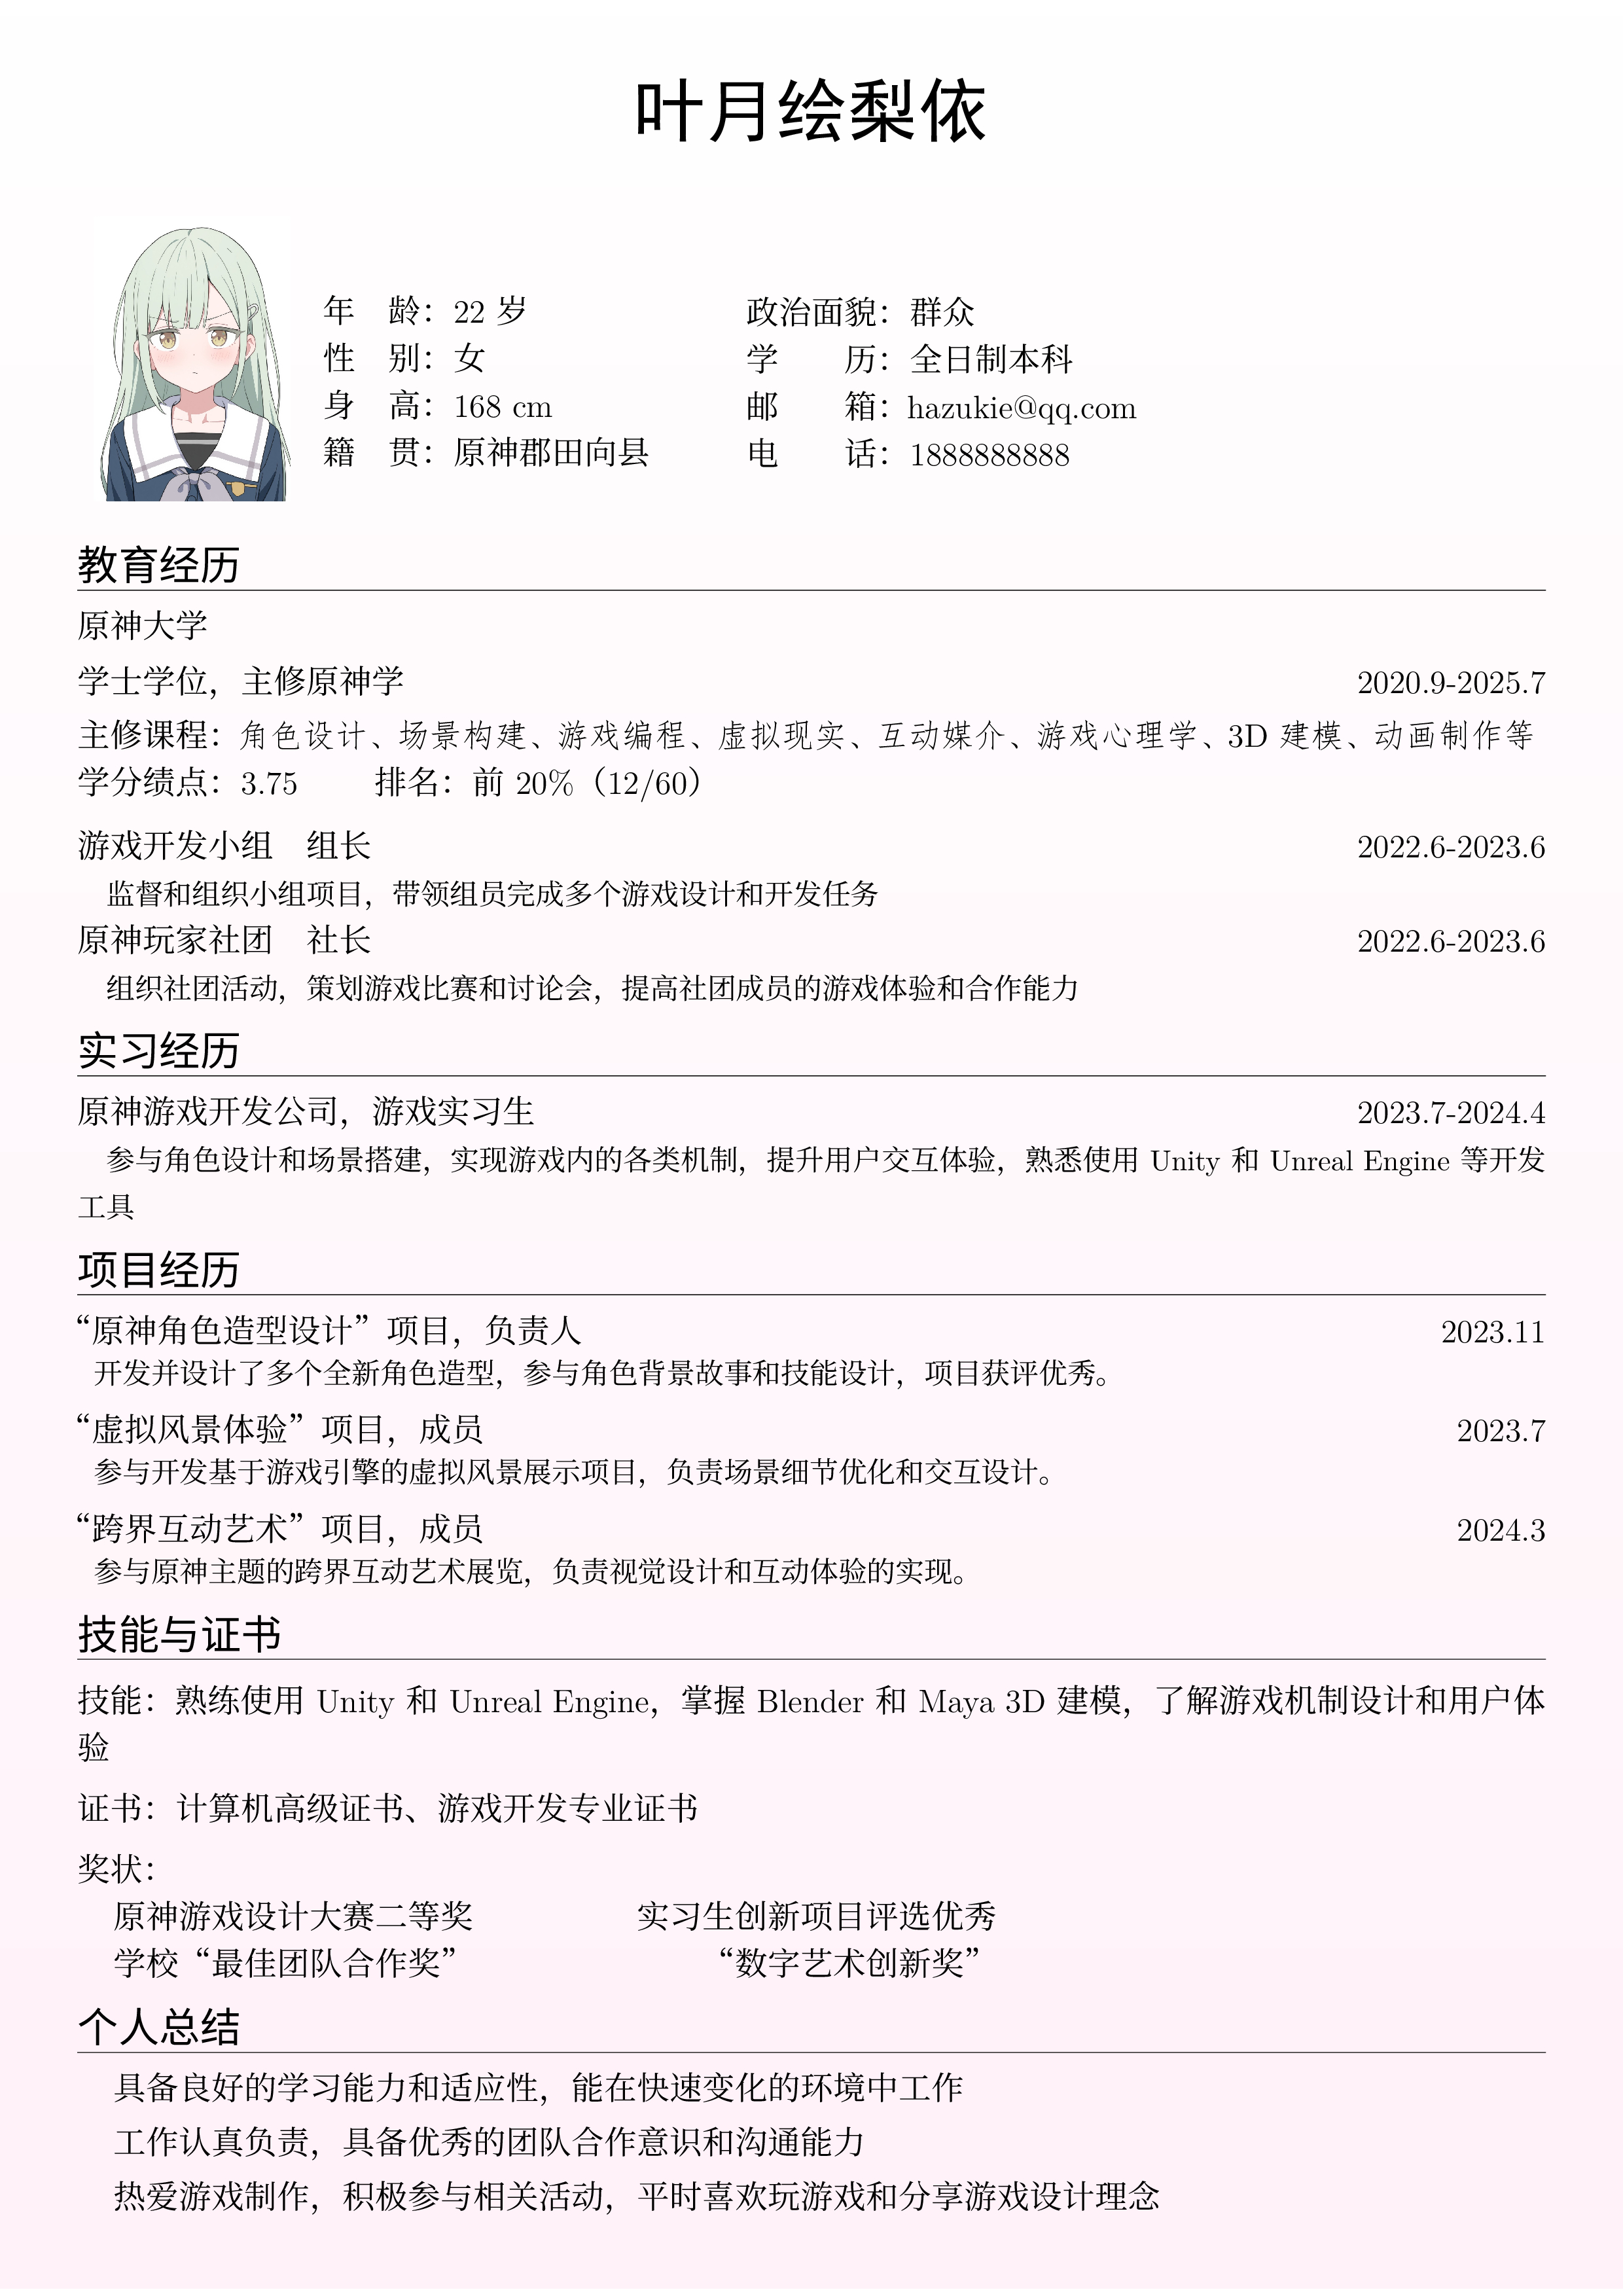 叶月绘梨依
年　龄：22 岁　政治面貌：群众
性　别：女　学　　历：全日制本科
身　高：168 cm　邮　　箱：hazukie@qq.com
籍　贯：原神郡田向县　电　　话：1888888888
教育经历
原神大学
学士学位，主修原神学　2020.9-2025.7
主修课程：角色设计、场景构建、游戏编程、虚拟现实、互动媒介、游戏心理学、3D 建模、动画制作等
学分绩点：3.75　排名：前 20%（12/60）
游戏开发小组　组长　2022.6-2023.6
监督和组织小组项目，带领组员完成多个游戏设计和开发任务
原神玩家社团　社长　2022.6-2023.6
组织社团活动，策划游戏比赛和讨论会，提高社团成员的游戏体验和合作能力
实习经历
原神游戏开发公司，游戏实习生　2023.7-2024.4
参与角色设计和场景搭建，实现游戏内的各类机制，提升用户交互体验，熟悉使用 Unity 和 Unreal Engine 等开发
工具
项目经历
“原神角色造型设计”项目，负责人　2023.11
开发并设计了多个全新角色造型，参与角色背景故事和技能设计，项目获评优秀。
“虚拟风景体验”项目，成员　2023.7
参与开发基于游戏引擎的虚拟风景展示项目，负责场景细节优化和交互设计。
“跨界互动艺术”项目，成员　2024.3
参与原神主题的跨界互动艺术展览，负责视觉设计和互动体验的实现。
技能与证书
技能：熟练使用 Unity 和 Unreal Engine，掌握 Blender 和 Maya 3D 建模，了解游戏机制设计和用户体
验
证书：计算机高级证书、游戏开发专业证书
奖状：
原神游戏设计大赛二等奖　实习生创新项目评选优秀
学校“最佳团队合作奖”　“数字艺术创新奖”
个人总结
具备良好的学习能力和适应性，能在快速变化的环境中工作
工作认真负责，具备优秀的团队合作意识和沟通能力
热爱游戏制作，积极参与相关活动，平时喜欢玩游戏和分享游戏设计理念